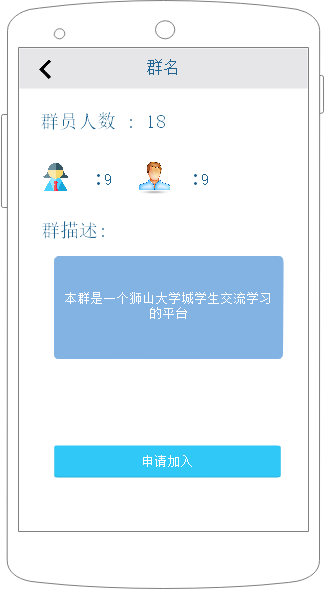 群名
群员人数 : 18
:9 :9
群描述:
本群是一个狮山大学城学生交流学习
的平台
申请加入